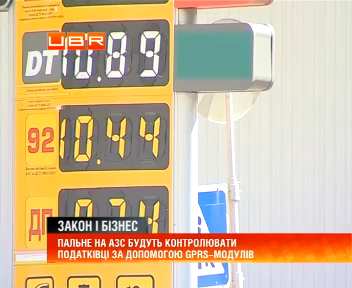 UBR
DT 10.89
92 10.44
ДП
ЗАКОН І БІЗНЕС
ПАЛЬНЕ НА АЗС БУДУТЬ КОНТРОЛЮВАТИ
ПОДАТКІВЦІ ЗА ДОПОМОГОЮ GPRS-МОДУЛІВ